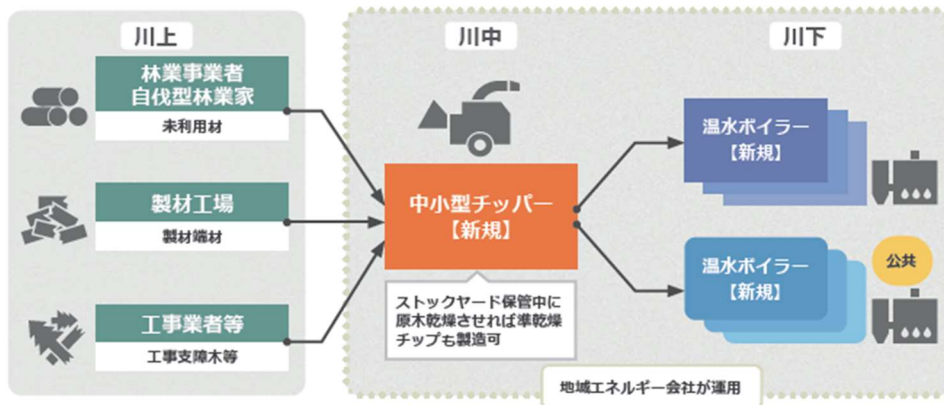 川上
林業事業者
自伐型林業家
未利用材
製材工場
製材端材
工事業者等
工事支障木等
川中
中小型チッパー
【新規】
ストックヤード保管中に
原木乾燥させれば準乾燥
チップも製造可
川下
温水ボイラー
【新規】
温水ボイラー
【新規】
公共
地域エネルギー会社が運用